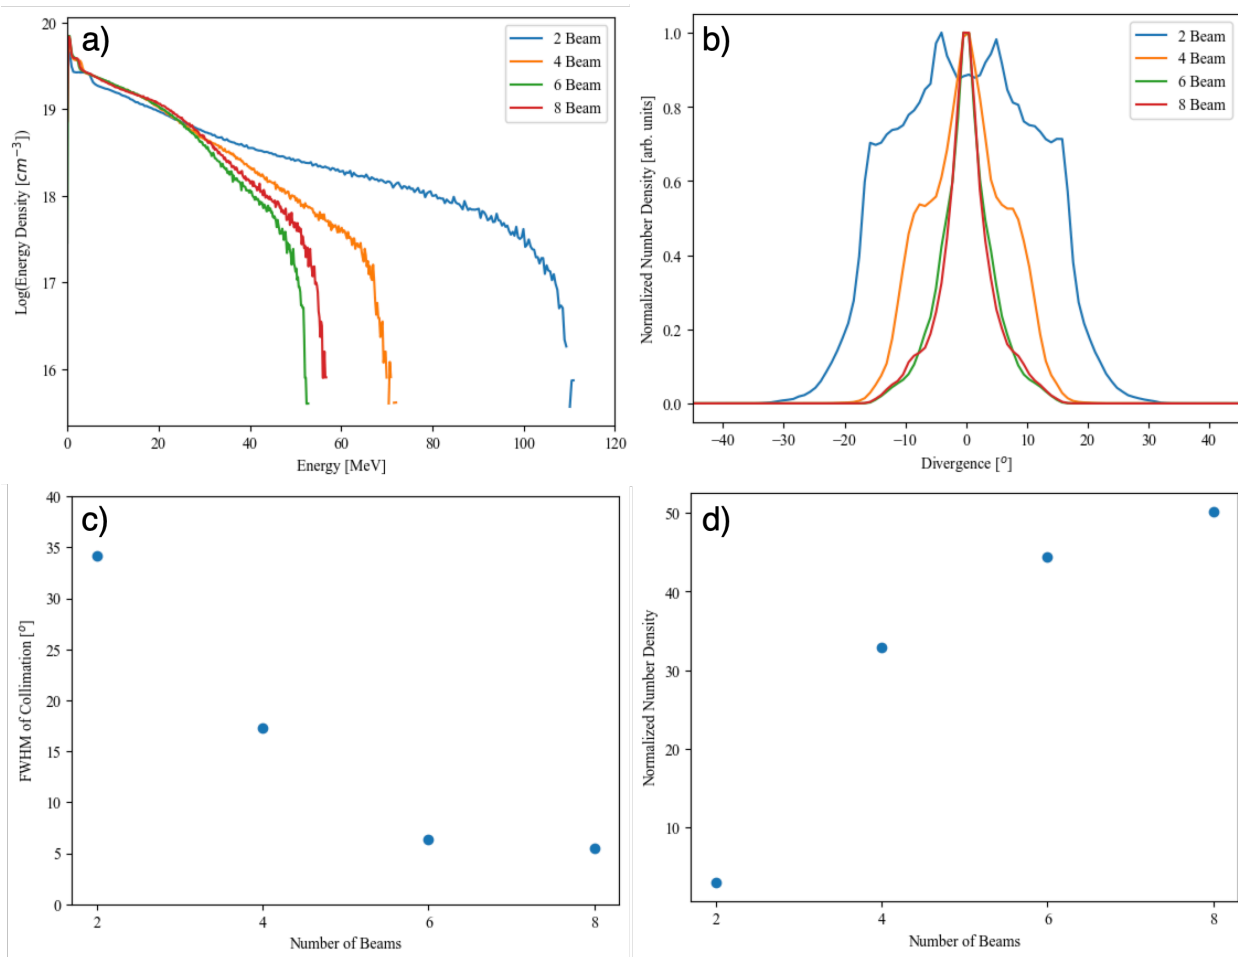 a)
2 Beam
4 Beam
6 Beam
8 Beam
Log(Energy Density [cm⁻³])
20
19
18
17
16
0 20 40 60 80 100 120
Energy [MeV]
b)
2 Beam
4 Beam
6 Beam
8 Beam
Normalized Number Density [arb. units]
1.0
0.8
0.6
0.4
0.2
0.0
−40 −30 −20 −10 0 10 20 30 40
Divergence [°]
c)
FWHM of Collimation [°]
40
35
30
25
20
15
10
5
0
2 4 6 8
Number of Beams
d)
Normalized Number Density
50
40
30
20
10
2 4 6 8
Number of Beams